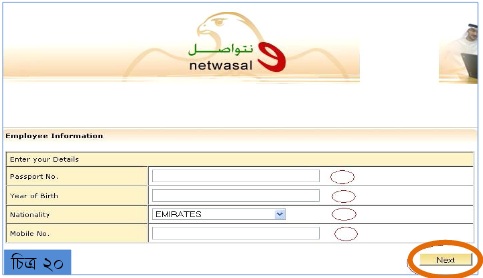 نتواصل
netwasal
Employee Information
Enter your Details
Passport No.
Year of Birth
Nationality EMIRATES
Mobile No.
চিত্র ২০
Next